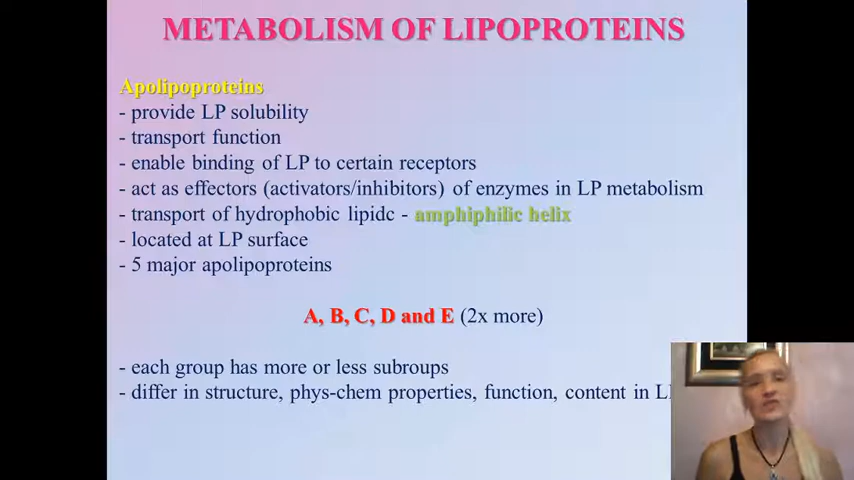 METABOLISM OF LIPOPROTEINS
Apolipoproteins
- provide LP solubility
- transport function
- enable binding of LP to certain receptors
- act as effectors (activators/inhibitors) of enzymes in LP metabolism
- transport of hydrophobic lipidc - amphiphilic helix
- located at LP surface
- 5 major apolipoproteins
A, B, C, D and E (2x more)
- each group has more or less subroups
- differ in structure, phys-chem properties, function, content in